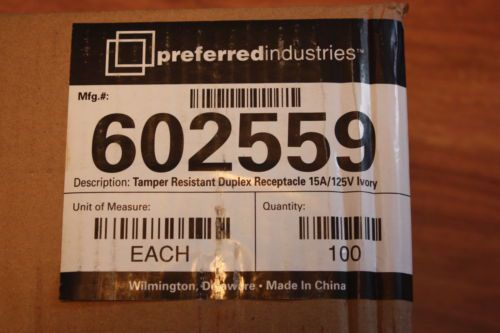 preferredindustries™
Mfg.#:
602559
Description: Tamper Resistant Duplex Receptacle 15A/125V Ivory
Unit of Measure:
Quantity:
EACH
100
Wilmington, Delaware • Made In China